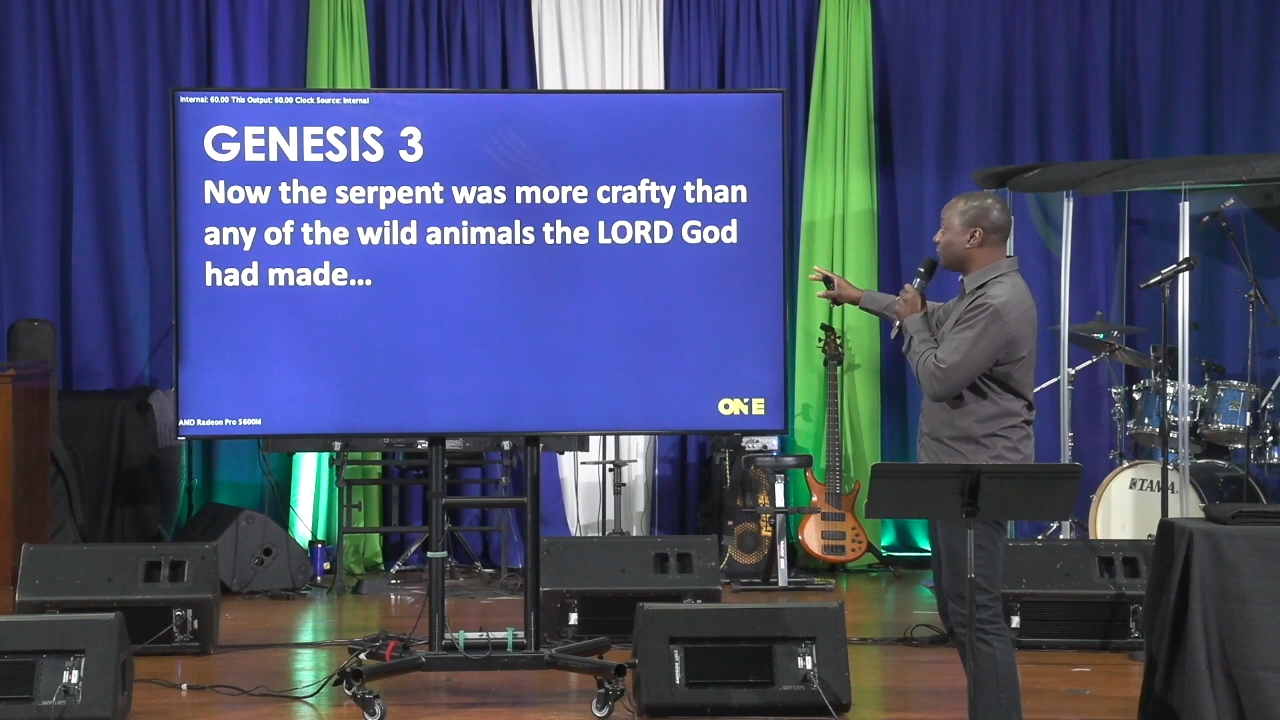 Internal: 60.00 This Output: 60.00 Clock Source: Internal
GENESIS 3
Now the serpent was more crafty than
any of the wild animals the LORD God
had made...
ONE
AMD Radeon Pro 5600M
TAMA